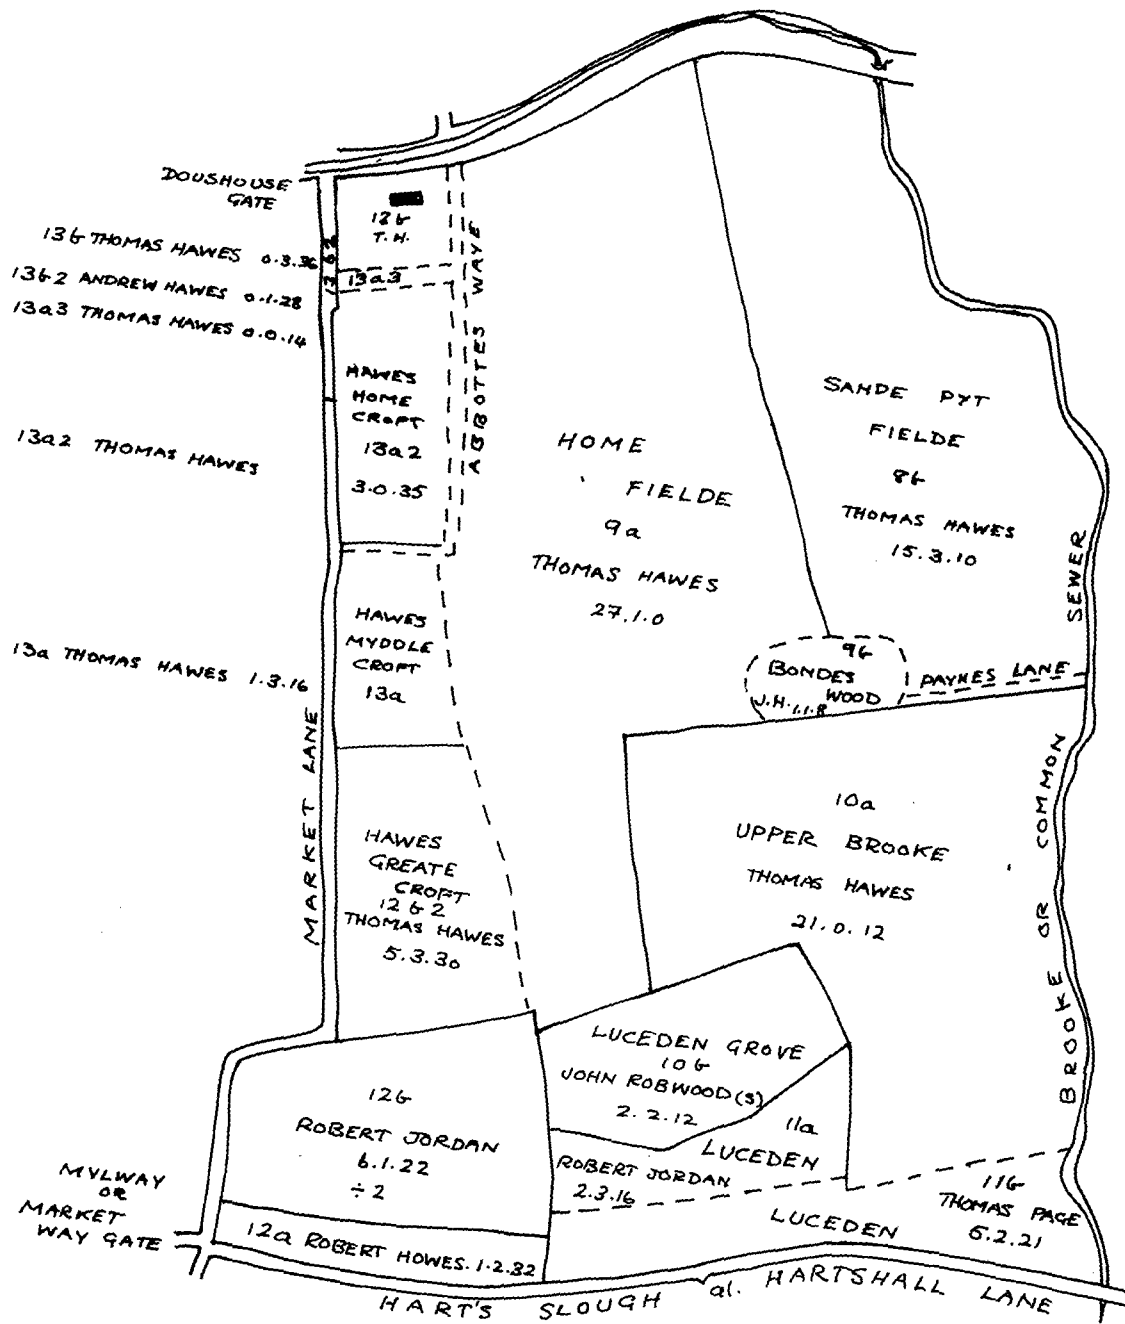 DOUSHOUSE
GATE
13b THOMAS HAWES 0.3.36
13b2 ANDREW HAWES 0.1.28
13a3 THOMAS HAWES 0.0.14
13a2 THOMAS HAWES
13a THOMAS HAWES 1.3.16
13b2
13b
T.H.
13a3
ABBOTTES WAYE
HAWES
HOME
CROFT
13a2
3.0.35
HAWES
MYDDLE
CROFT
13a
MARKET LANE
HAWES
GREATE
CROFT
12b2
THOMAS HAWES
5.3.30
HOME
FIELDE
9a
THOMAS HAWES
27.1.0
SANDE PYT
FIELDE
8b
THOMAS HAWES
15.3.10
9b
BONDES
WOOD
J.H. 1.1.8
PAYNES LANE
BROOKE OR COMMON SEWER
10a
UPPER BROOKE
THOMAS HAWES
21.0.12
LUCEDEN GROVE
10b
JOHN ROBWOOD(S)
2.2.12
11a
LUCEDEN
ROBERT JORDAN
2.3.16
11b
THOMAS PAGE
5.2.21
LUCEDEN
12b
ROBERT JORDAN
6.1.22
÷2
12a ROBERT HOWES. 1.2.32
MYLWAY
OR
MARKET
WAY GATE
HART'S SLOUGH al. HARTSHALL LANE